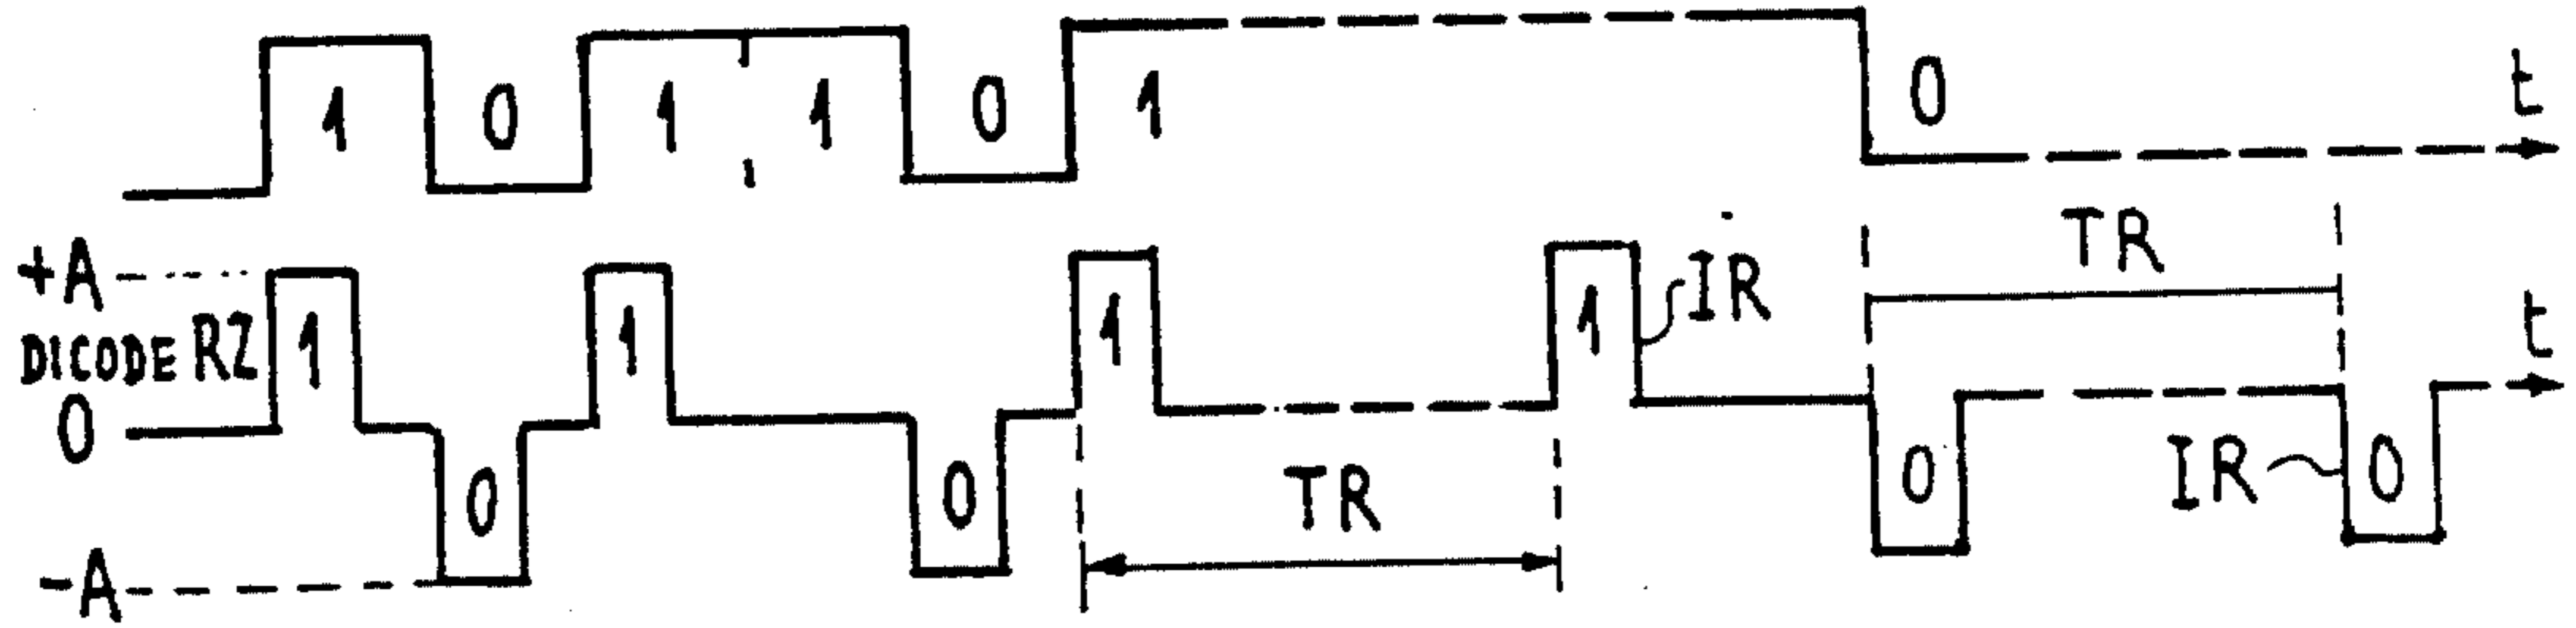 1 0 1 1 0 1 0 t
TR
+A
1 1 1 1 IR t
DICODE RZ
0
0 0 TR IR 0 0
-A